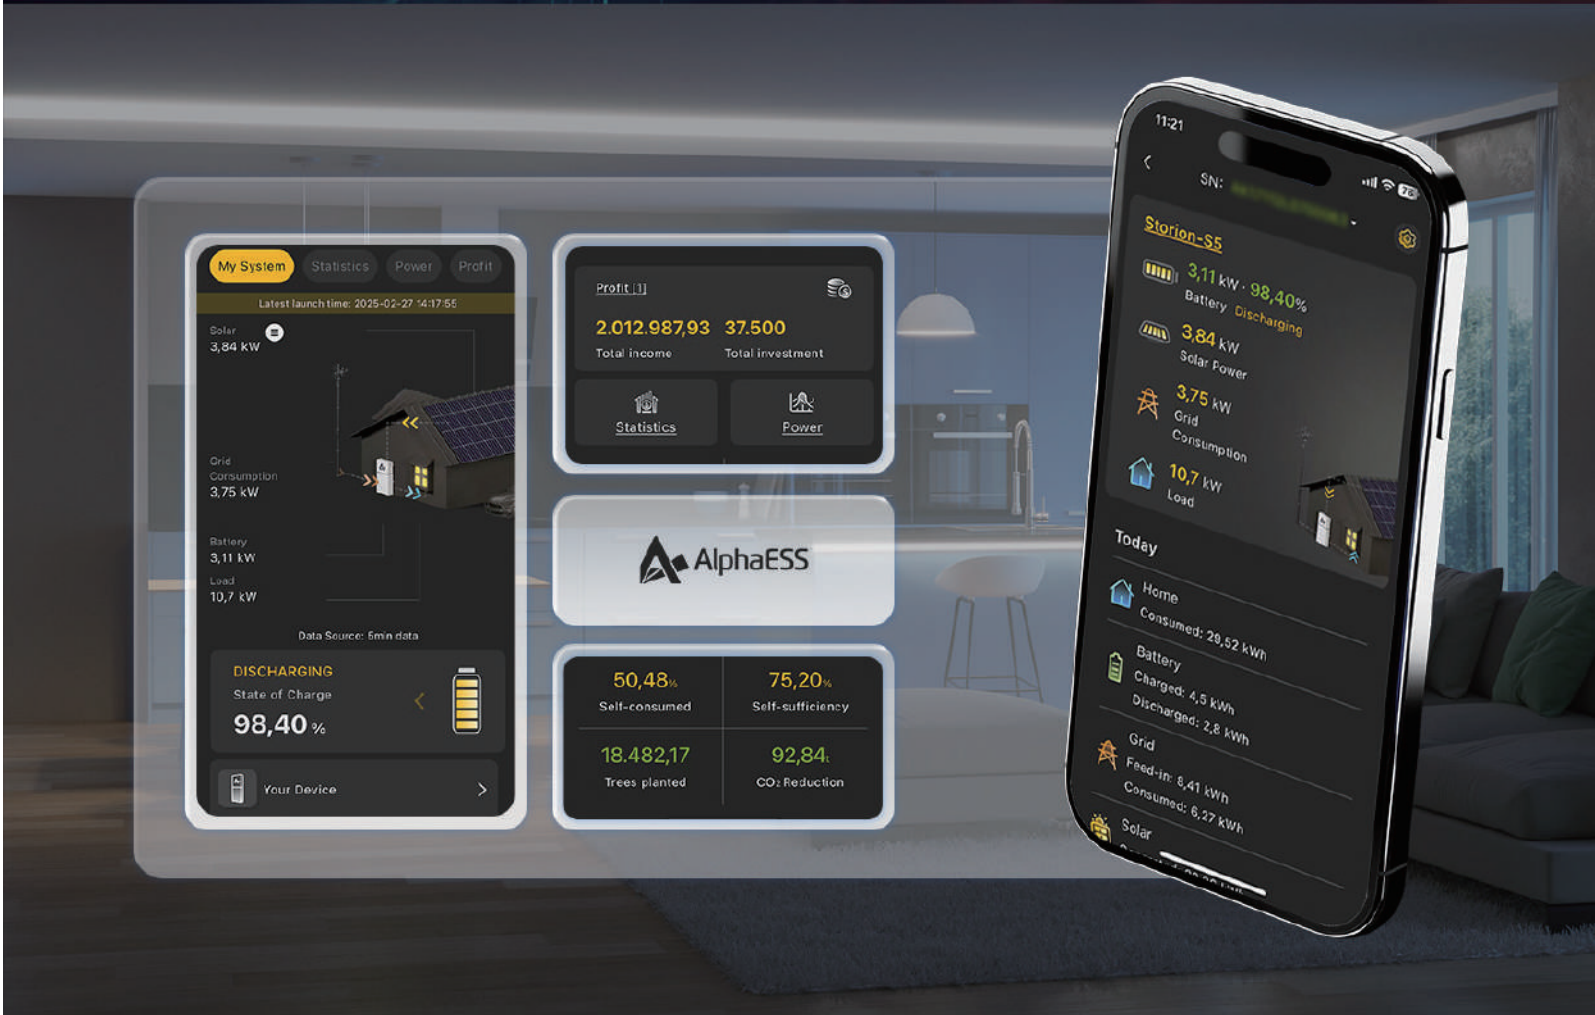 My System
Statistics
Power
Profit
Latest launch time: 2025-02-27 14:17:55
Solar
3,84 kW
Grid
Consumption
3,75 kW
Battery
3,11 kW
Load
10,7 kW
Data Source: 5min data
DISCHARGING
State of Charge
98,40 %
Your Device
Profit [1]
2.012.987,93 37.500
Total income Total investment
Statistics
Power
AlphaESS
50,48% 75,20%
Self-consumed Self-sufficiency
18.482,17 92,84t
Trees planted CO₂ Reduction
11:21
76
SN:
Storion-S5
3,11 kW · 98,40%
Battery Discharging
3,84 kW
Solar Power
3,75 kW
Grid
Consumption
10,7 kW
Load
Today
Home
Consumed: 29,52 kWh
Battery
Charged: 4,5 kWh
Discharged: 2,8 kWh
Grid
Feed-in: 8,41 kWh
Consumed: 6,27 kWh
Solar